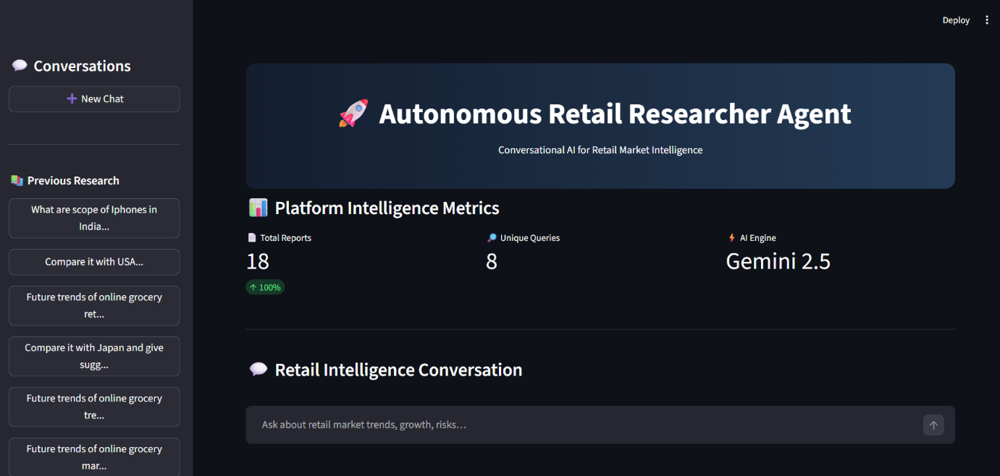 Deploy
Conversations
New Chat
Previous Research
What are scope of Iphones in
India...
Compare it with USA...
Future trends of online grocery
ret...
Compare it with Japan and give
sugg...
Future trends of online grocery
tre...
Future trends of online grocery
mar...
Autonomous Retail Researcher Agent
Conversational AI for Retail Market Intelligence
Platform Intelligence Metrics
Total Reports
18
↑ 100%
Unique Queries
8
AI Engine
Gemini 2.5
Retail Intelligence Conversation
Ask about retail market trends, growth, risks...